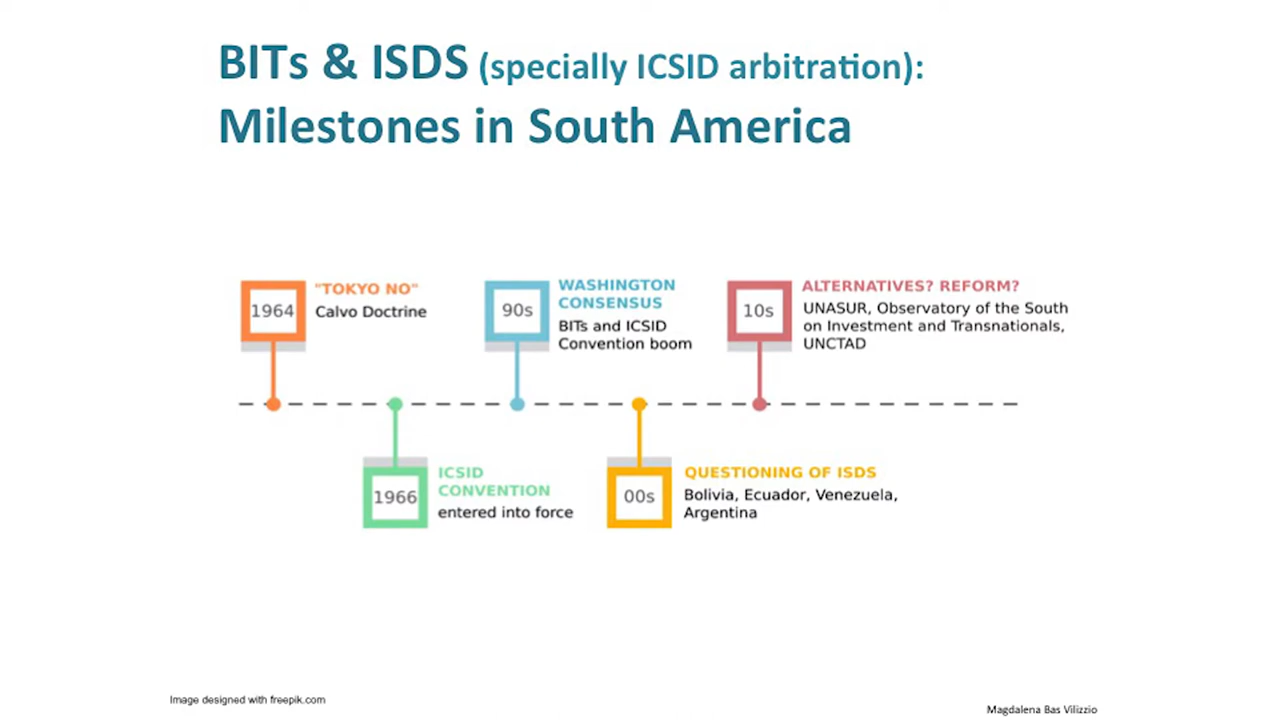 BITs & ISDS (specially ICSID arbitration):
Milestones in South America
1964
"TOKYO NO"
Calvo Doctrine
1966
ICSID
CONVENTION
entered into force
90s
WASHINGTON
CONSENSUS
BITs and ICSID
Convention boom
00s
QUESTIONING OF ISDS
Bolivia, Ecuador, Venezuela,
Argentina
10s
ALTERNATIVES? REFORM?
UNASUR, Observatory of the South
on Investment and Transnationals,
UNCTAD
Image designed with freepik.com
Magdalena Bas Vilizzio